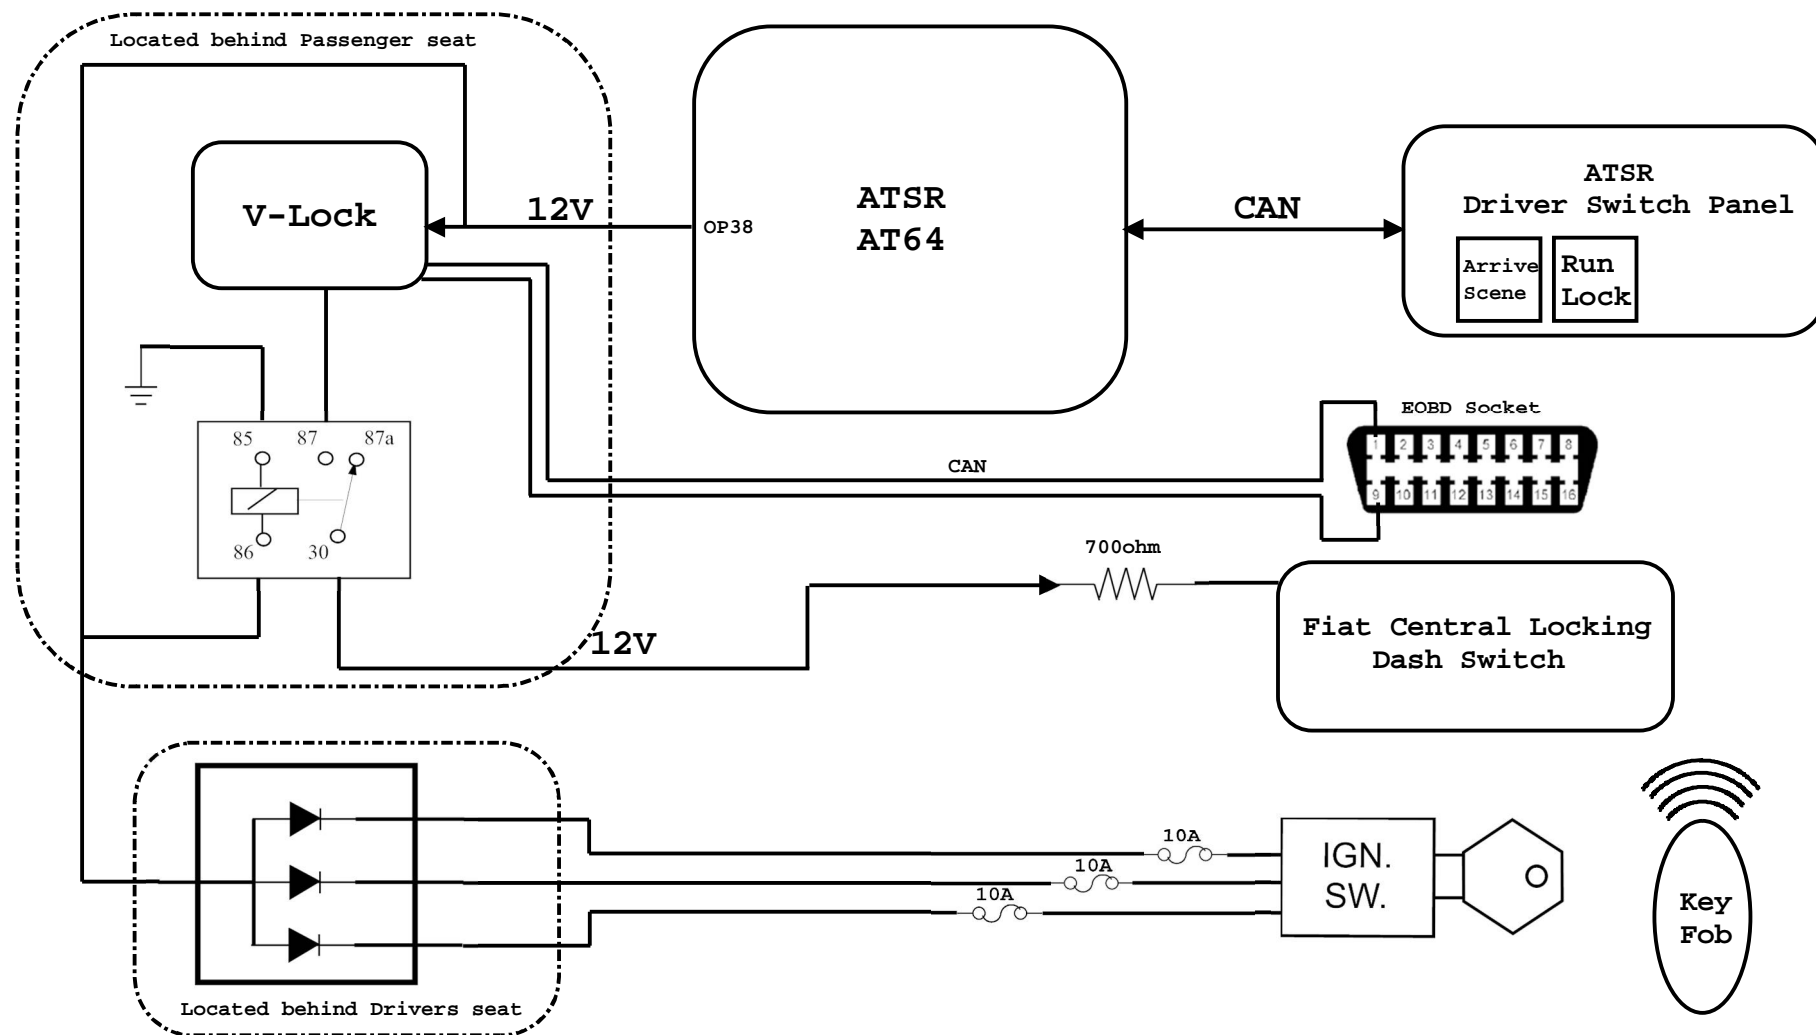 Located behind Passenger seat
V-Lock
12V
OP38
ATSR
AT64
CAN
ATSR
Driver Switch Panel
Arrive
Scene
Run
Lock
85
87
87a
86
30
EOBD Socket
1 2 3 4 5 6 7 8
9 10 11 12 13 14 15 16
CAN
700ohm
12V
Fiat Central Locking
Dash Switch
10A
10A
10A
IGN.
SW.
Key
Fob
Located behind Drivers seat